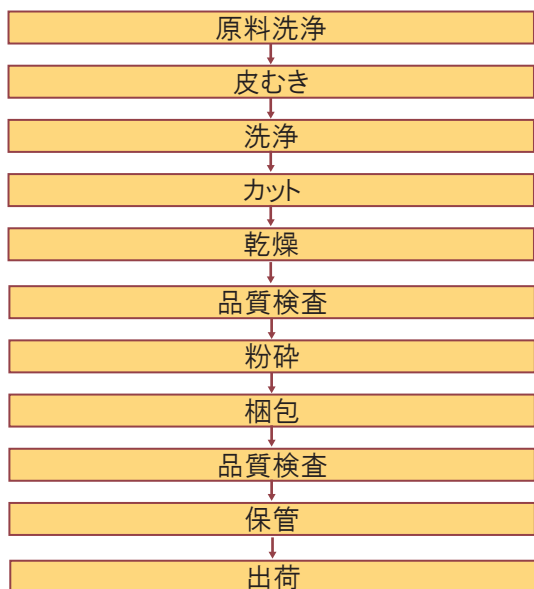 原料洗浄
皮むき
洗浄
カット
乾燥
品質検査
粉砕
梱包
品質検査
保管
出荷